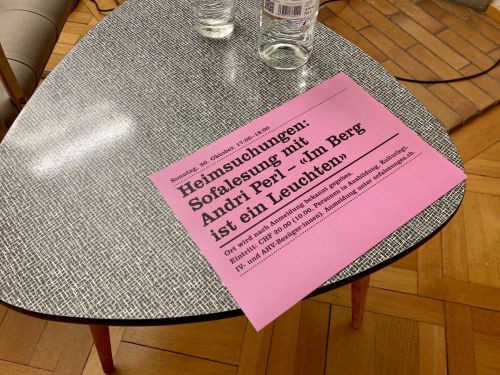 Sonntag, 30. Oktober, 17:00–18:00
Heimsuchungen:
Sofalesung mit
Andri Perl – «Im Berg
ist ein Leuchten»
Ort wird nach Anmeldung bekannt gegeben.
Eintritt: CHF 20.00 (10.00, Personen in Ausbildung, Kulturlegi,
IV- und AHV-Bezüger:innen), Anmeldung unter sofalesungen.ch